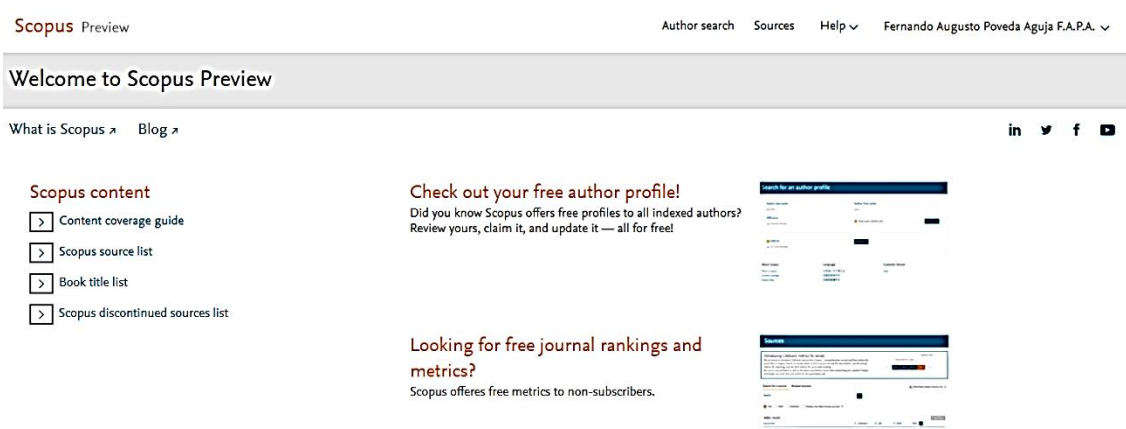 Scopus Preview
Author search Sources Help Fernando Augusto Poveda Aguja F.A.P.A.
Welcome to Scopus Preview
What is Scopus Blog
Scopus content
Content coverage guide
Scopus source list
Book title list
Scopus discontinued sources list
Check out your free author profile!
Did you know Scopus offers free profiles to all indexed authors?
Review yours, claim it, and update it — all for free!
Search for an author profile
Looking for free journal rankings and
metrics?
Scopus offeres free metrics to non-subscribers.
Sources